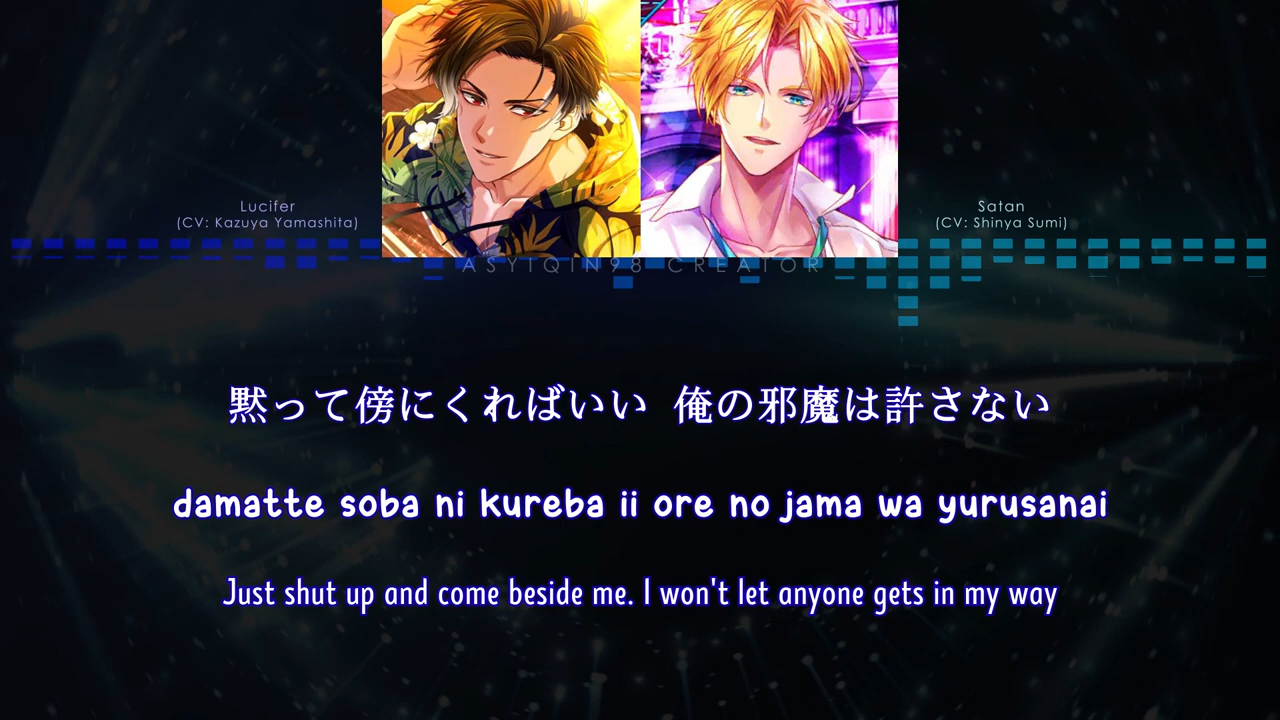 Lucifer
(CV: Kazuya Yamashita)
Satan
(CV: Shinya Sumi)
ASYIQIN98 CREATOR
黙って傍にくればいい 俺の邪魔は許さない
damatte soba ni kureba ii ore no jama wa yurusanai
Just shut up and come beside me. I won't let anyone gets in my way